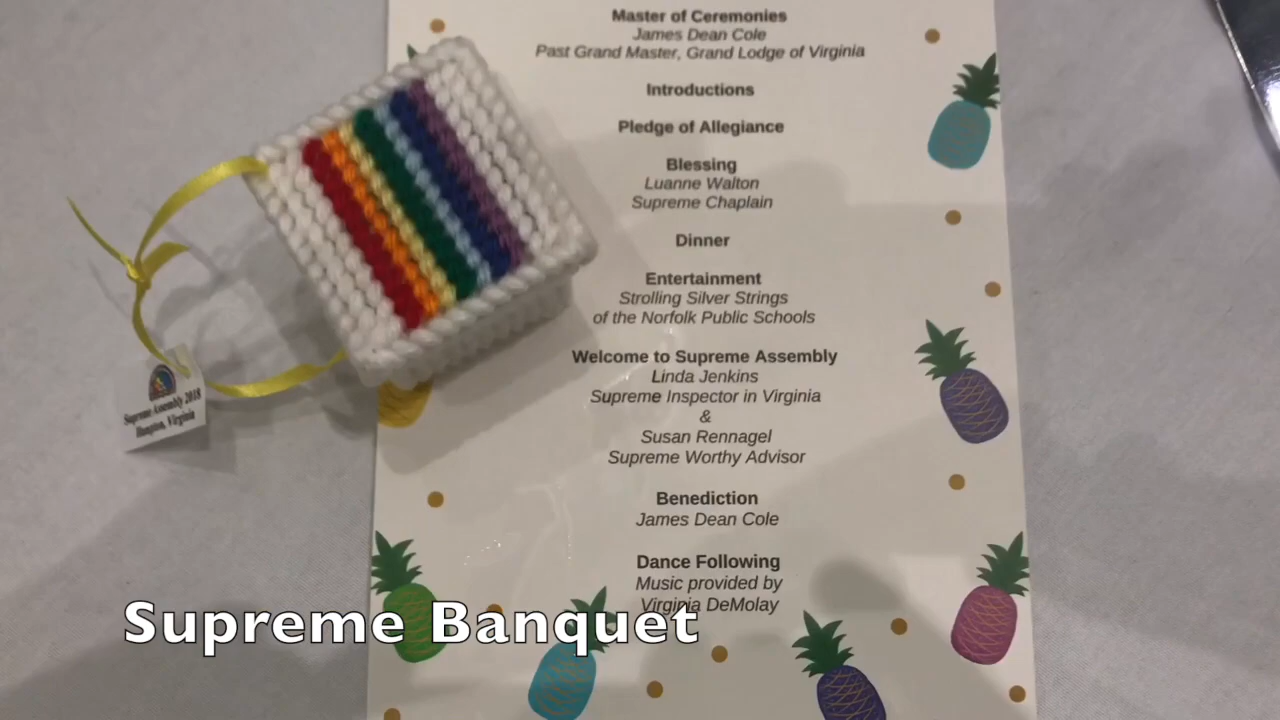 Master of Ceremonies
James Dean Cole
Past Grand Master, Grand Lodge of Virginia
Introductions
Pledge of Allegiance
Blessing
Luanne Walton
Supreme Chaplain
Dinner
Entertainment
Strolling Silver Strings
of the Norfolk Public Schools
Welcome to Supreme Assembly
Linda Jenkins
Supreme Inspector in Virginia
&
Susan Rennagel
Supreme Worthy Advisor
Benediction
James Dean Cole
Dance Following
Music provided by
Virginia DeMolay
Supreme Assembly 2018
Hampton, Virginia
Supreme Banquet